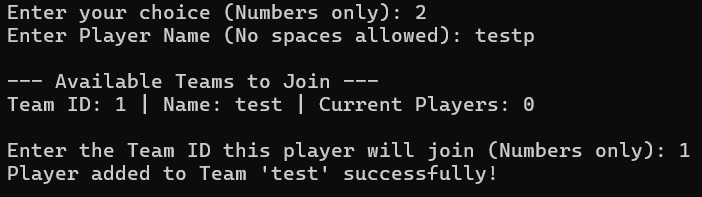 Enter your choice (Numbers only): 2
Enter Player Name (No spaces allowed): testp
--- Available Teams to Join ---
Team ID: 1 | Name: test | Current Players: 0
Enter the Team ID this player will join (Numbers only): 1
Player added to Team 'test' successfully!